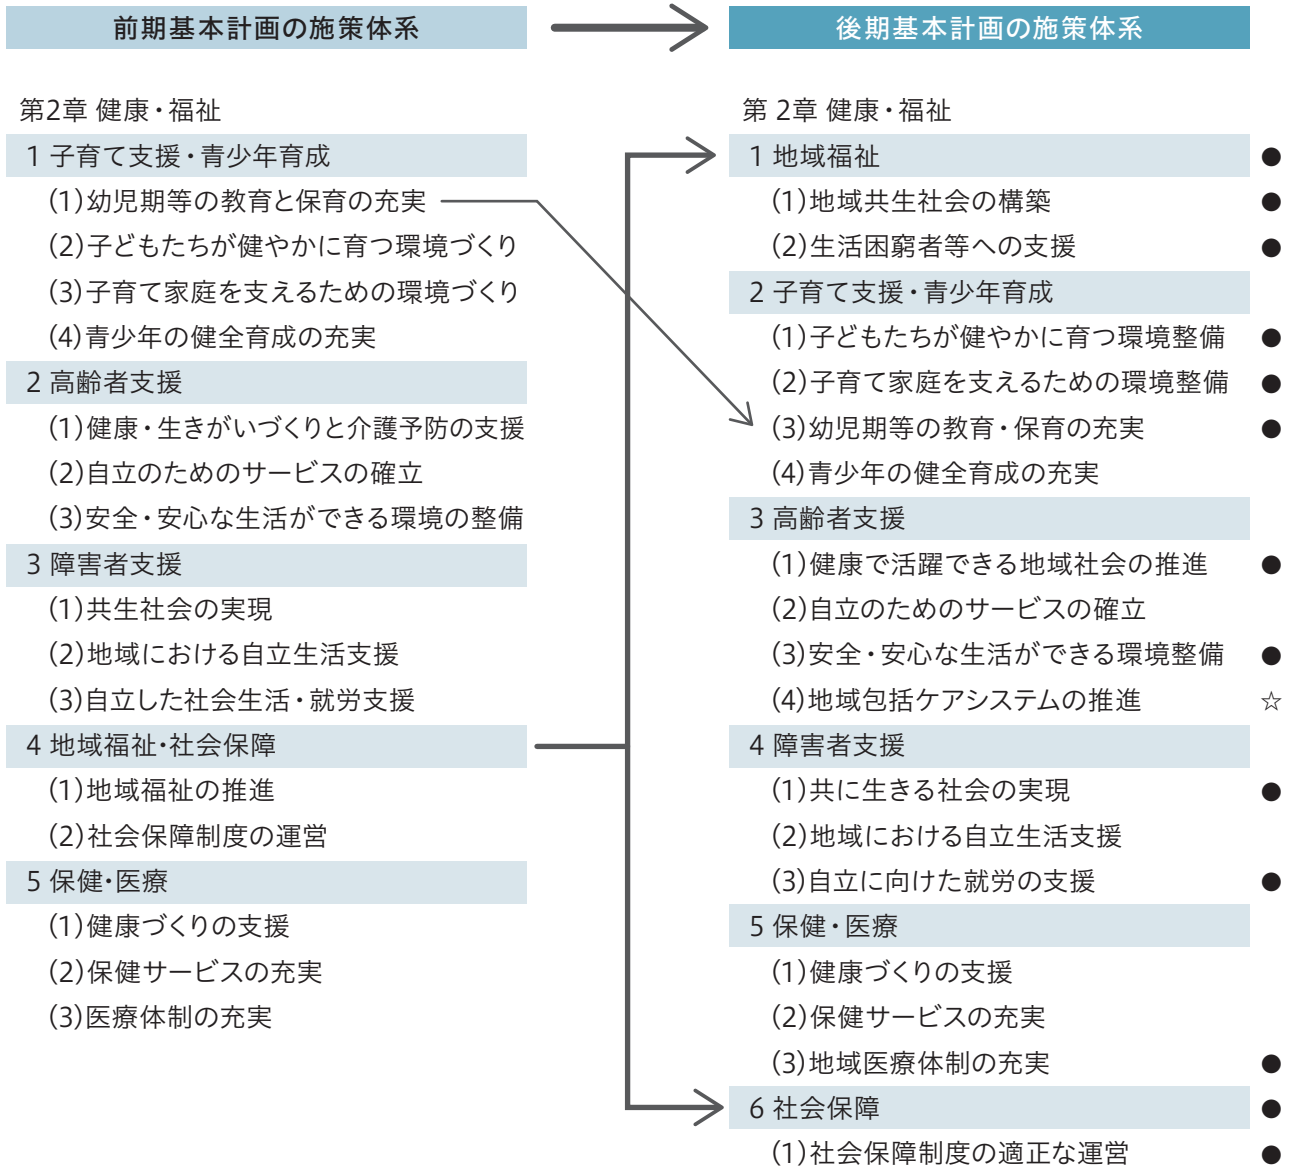 前期基本計画の施策体系
第2章 健康・福祉
1 子育て支援・青少年育成
(1)幼児期等の教育と保育の充実
(2)子どもたちが健やかに育つ環境づくり
(3)子育て家庭を支えるための環境づくり
(4)青少年の健全育成の充実
2 高齢者支援
(1)健康・生きがいづくりと介護予防の支援
(2)自立のためのサービスの確立
(3)安全・安心な生活ができる環境の整備
3 障害者支援
(1)共生社会の実現
(2)地域における自立生活支援
(3)自立した社会生活・就労支援
4 地域福祉・社会保障
(1)地域福祉の推進
(2)社会保障制度の運営
5 保健・医療
(1)健康づくりの支援
(2)保健サービスの充実
(3)医療体制の充実
後期基本計画の施策体系
第 2章 健康・福祉
1 地域福祉 ●
(1)地域共生社会の構築 ●
(2)生活困窮者等への支援 ●
2 子育て支援・青少年育成
(1)子どもたちが健やかに育つ環境整備 ●
(2)子育て家庭を支えるための環境整備 ●
(3)幼児期等の教育・保育の充実 ●
(4)青少年の健全育成の充実
3 高齢者支援
(1)健康で活躍できる地域社会の推進 ●
(2)自立のためのサービスの確立
(3)安全・安心な生活ができる環境整備 ●
(4)地域包括ケアシステムの推進 ☆
4 障害者支援
(1)共に生きる社会の実現 ●
(2)地域における自立生活支援
(3)自立に向けた就労の支援 ●
5 保健・医療
(1)健康づくりの支援
(2)保健サービスの充実
(3)地域医療体制の充実 ●
6 社会保障 ●
(1)社会保障制度の適正な運営 ●